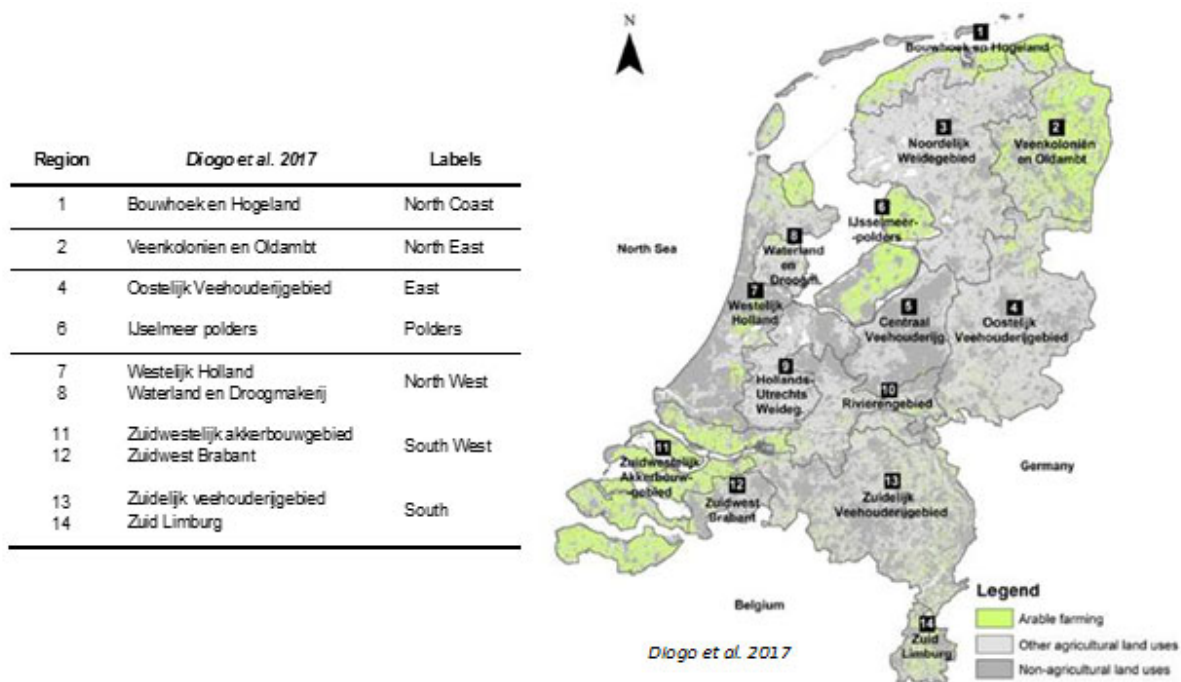 Region Diogo et al. 2017 Labels
1 Bouwhoek en Hogeland North Coast
2 Veenkolonien en Oldambt North East
4 Oostelijk Veehouderijgebied East
6 IJselmeer polders Polders
7 Westelijk Holland
North West
8 Waterland en Droogmakerij
11 Zuidwestelijk akkerbouwgebied
South West
12 Zuidwest Brabant
13 Zuidelijk veehouderijgebied
South
14 Zuid Limburg
N
1
Bouwhoek en Hogeland
3
Noordelijk
Weidegebied
2
Veenkoloniën
en Oldambt
6
IJsselmeer-
-polders
North Sea
8
Waterland
en
Droogm.
7
Westelijk
Holland
5
Centraal
Veehouderijg.
4
Oostelijk
Veehouderijgebied
9
Hollands-
Utrechts
Weideg.
10
Rivierengebied
11
Zuidwestelijk
Akkerbouw-
-gebied
12
Zuidwest
Brabant
13
Zuidelijk
Veehouderijgebied
Germany
Belgium
14
Zuid
Limburg
Diogo et al. 2017
Legend
Arable farming
Other agricultural land uses
Non-agricultural land uses